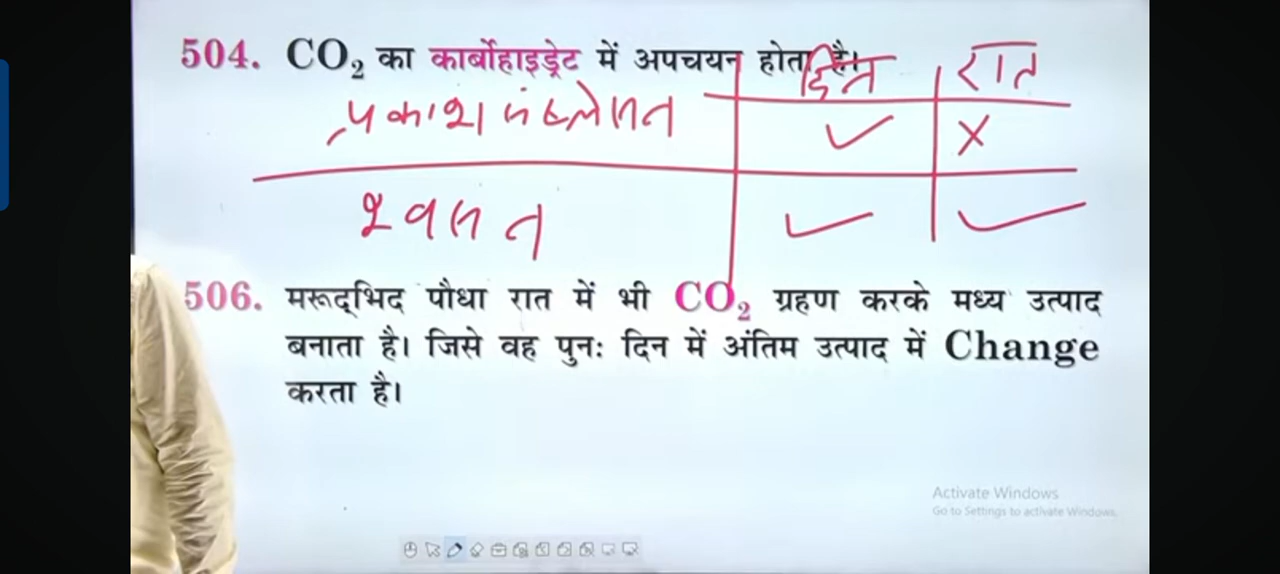 504. CO₂ का कार्बोहाइड्रेट में अपचयन होता है।
दिन रात
प्रकाश संश्लेषन ✓ ×
श्वसन ✓ ✓
506. मरूद्भिद पौधा रात में भी CO₂ ग्रहण करके मध्य उत्पाद
बनाता है। जिसे वह पुनः दिन में अंतिम उत्पाद में Change
करता है।
Activate Windows
Go to Settings to activate Windows.